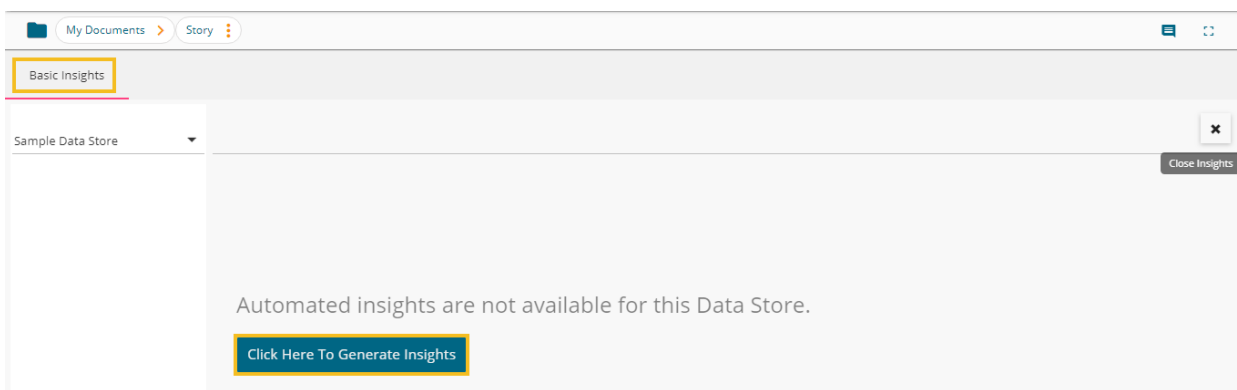 My Documents > Story
Basic Insights
Sample Data Store
Close Insights
Automated insights are not available for this Data Store.
Click Here To Generate Insights